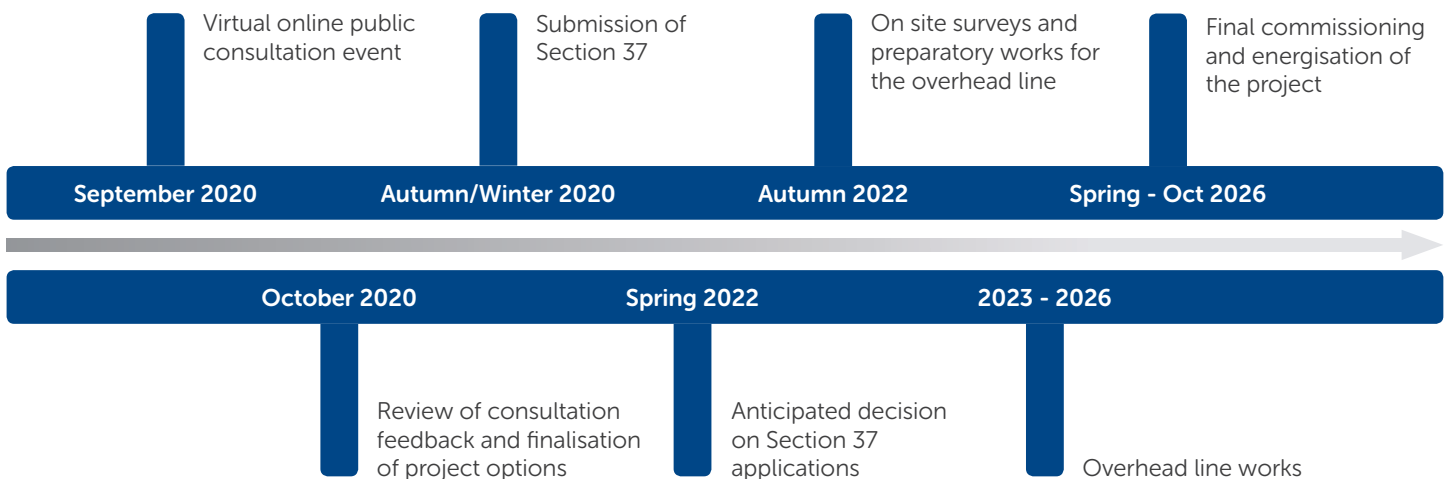 Virtual online public
consultation event
Submission of
Section 37
On site surveys and
preparatory works for
the overhead line
Final commissioning
and energisation of
the project
September 2020
Autumn/Winter 2020
Autumn 2022
Spring - Oct 2026
October 2020
Spring 2022
2023 - 2026
Review of consultation
feedback and finalisation
of project options
Anticipated decision
on Section 37
applications
Overhead line works